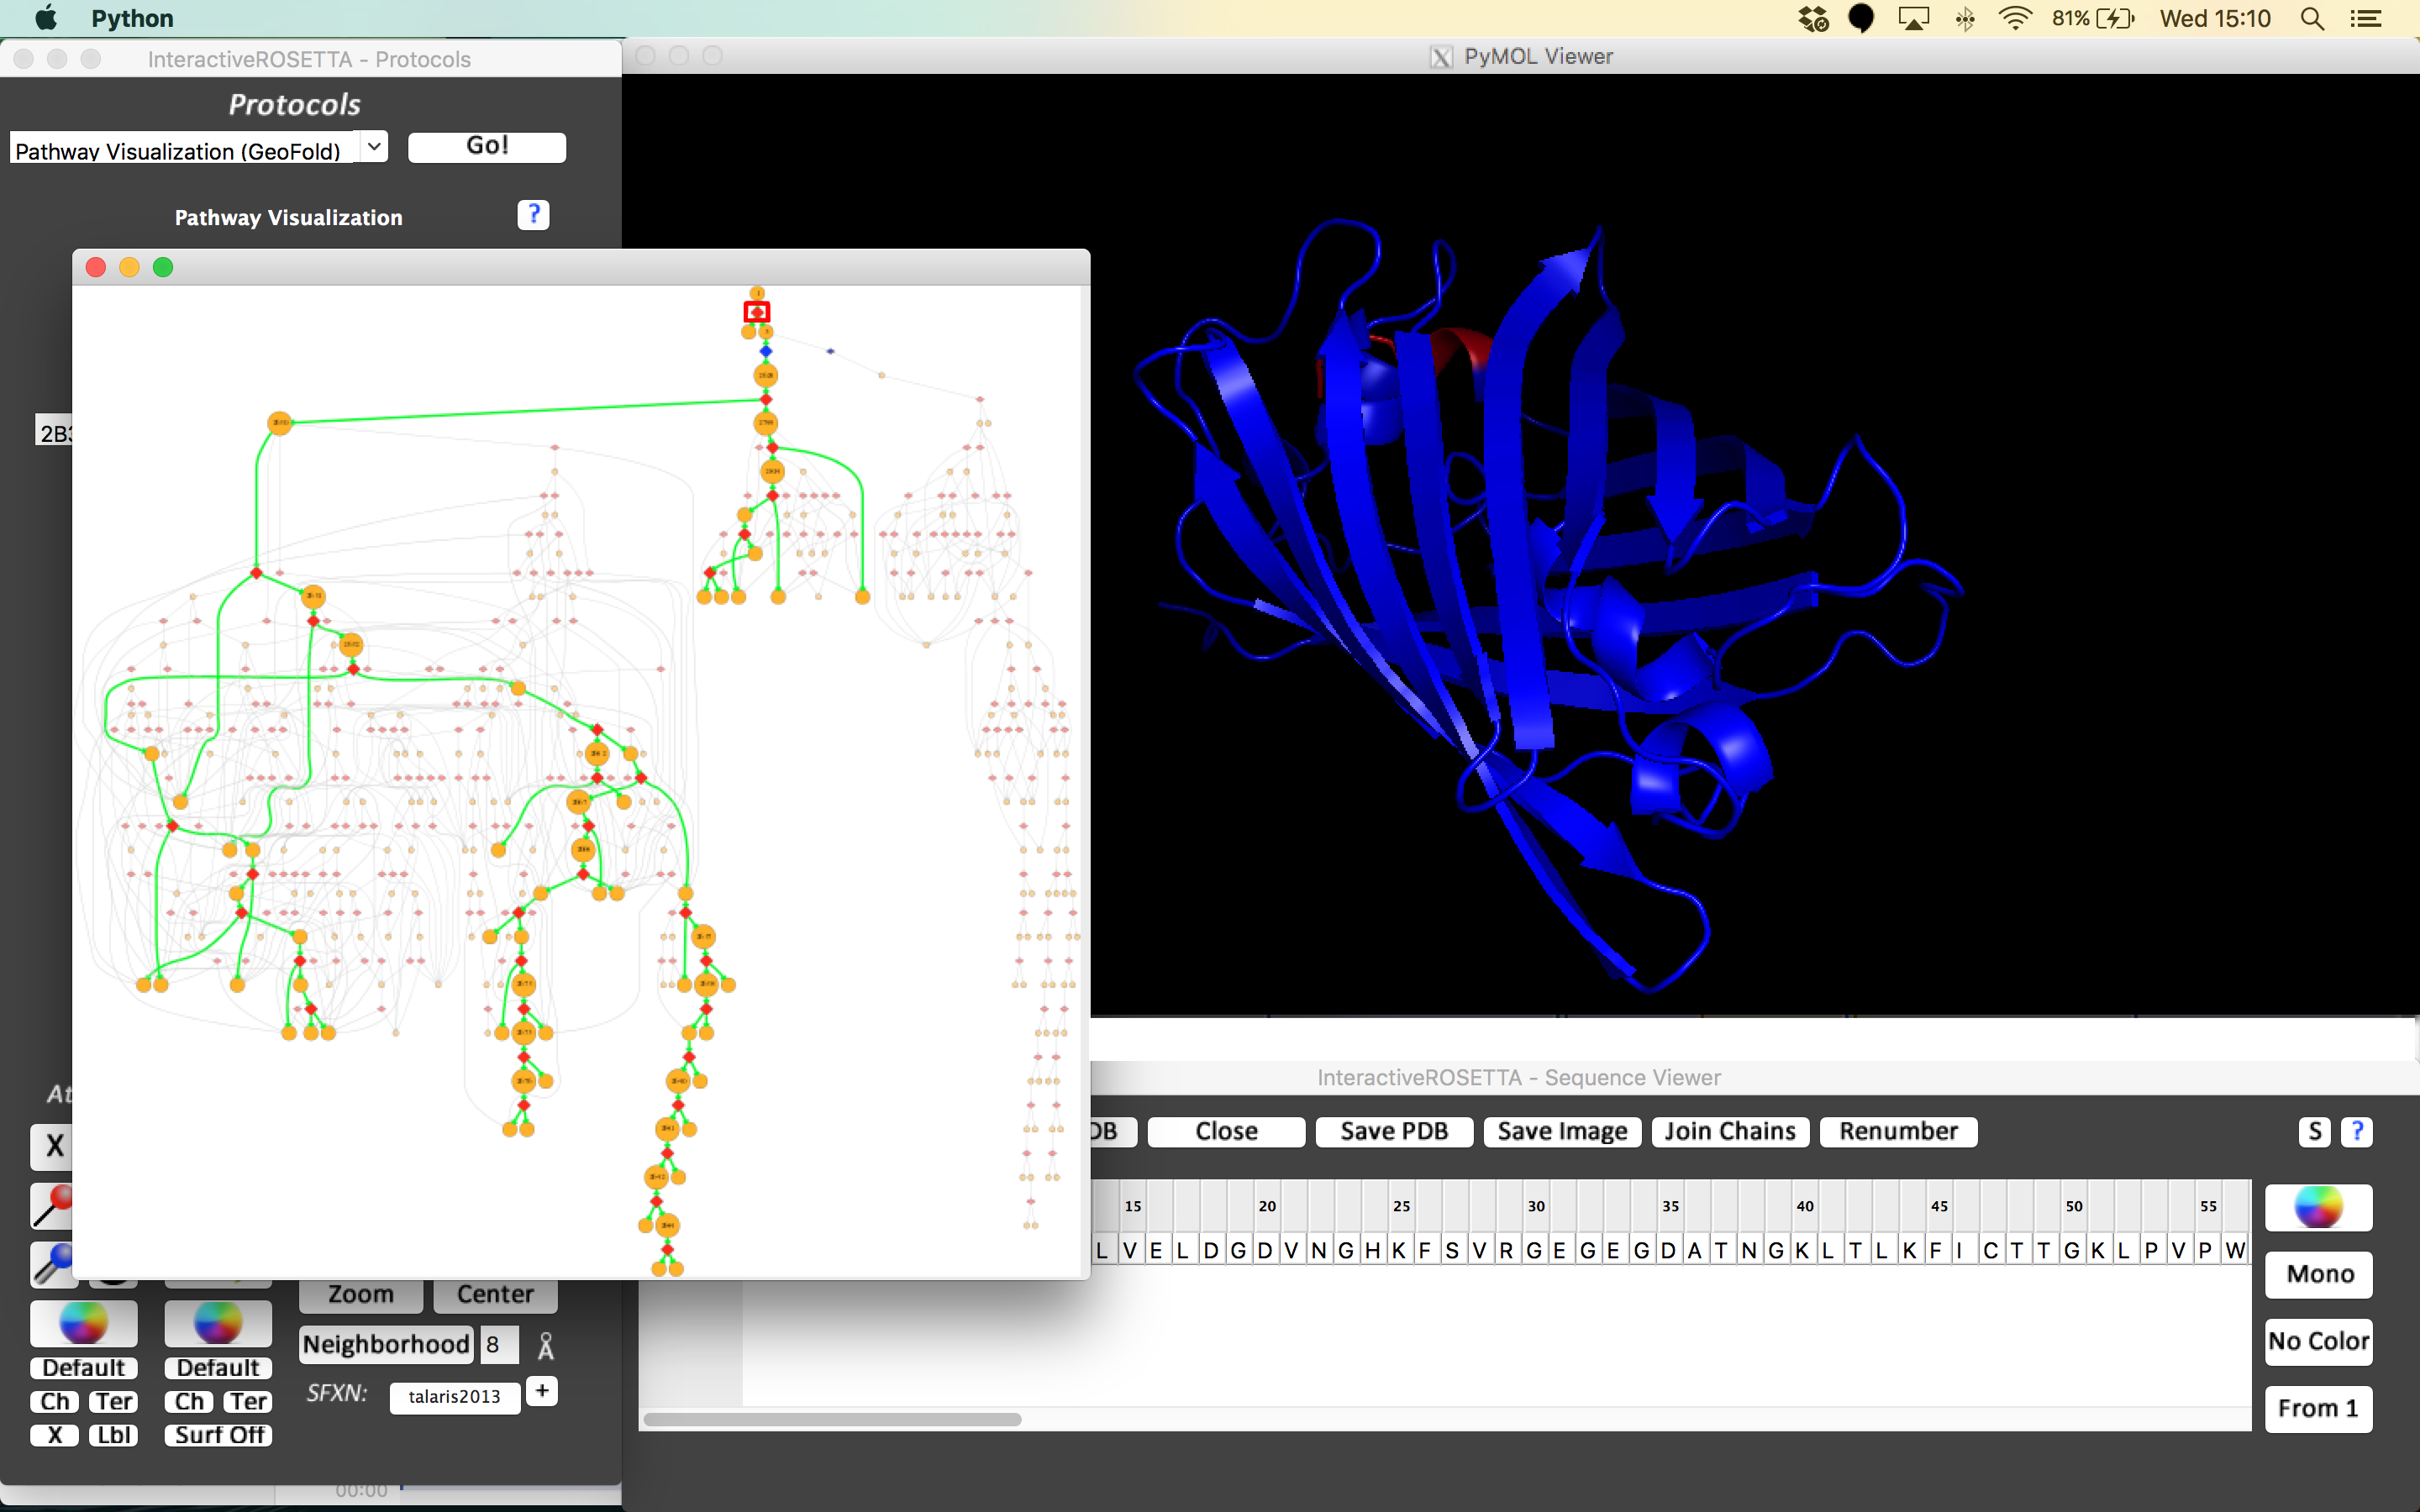 Python
81%
Wed 15:10
InteractiveROSETTA - Protocols
X PyMOL Viewer
Protocols
Pathway Visualization (GeoFold)
Go!
Pathway Visualization
?
2B3
At
X
Zoom
Center
Neighborhood
8
Å
Default
Default
SFXN:
talaris2013
+
Ch
Ter
Ch
Ter
X
Lbl
Surf Off
00:00
InteractiveROSETTA - Sequence Viewer
DB
Close
Save PDB
Save Image
Join Chains
Renumber
S
?
15 20 25 30 35 40 45 50 55
L V E L D G D V N G H K F S V R G E G E G D A T N G K L T L K F I C T T G K L P V P W
Mono
No Color
From 1